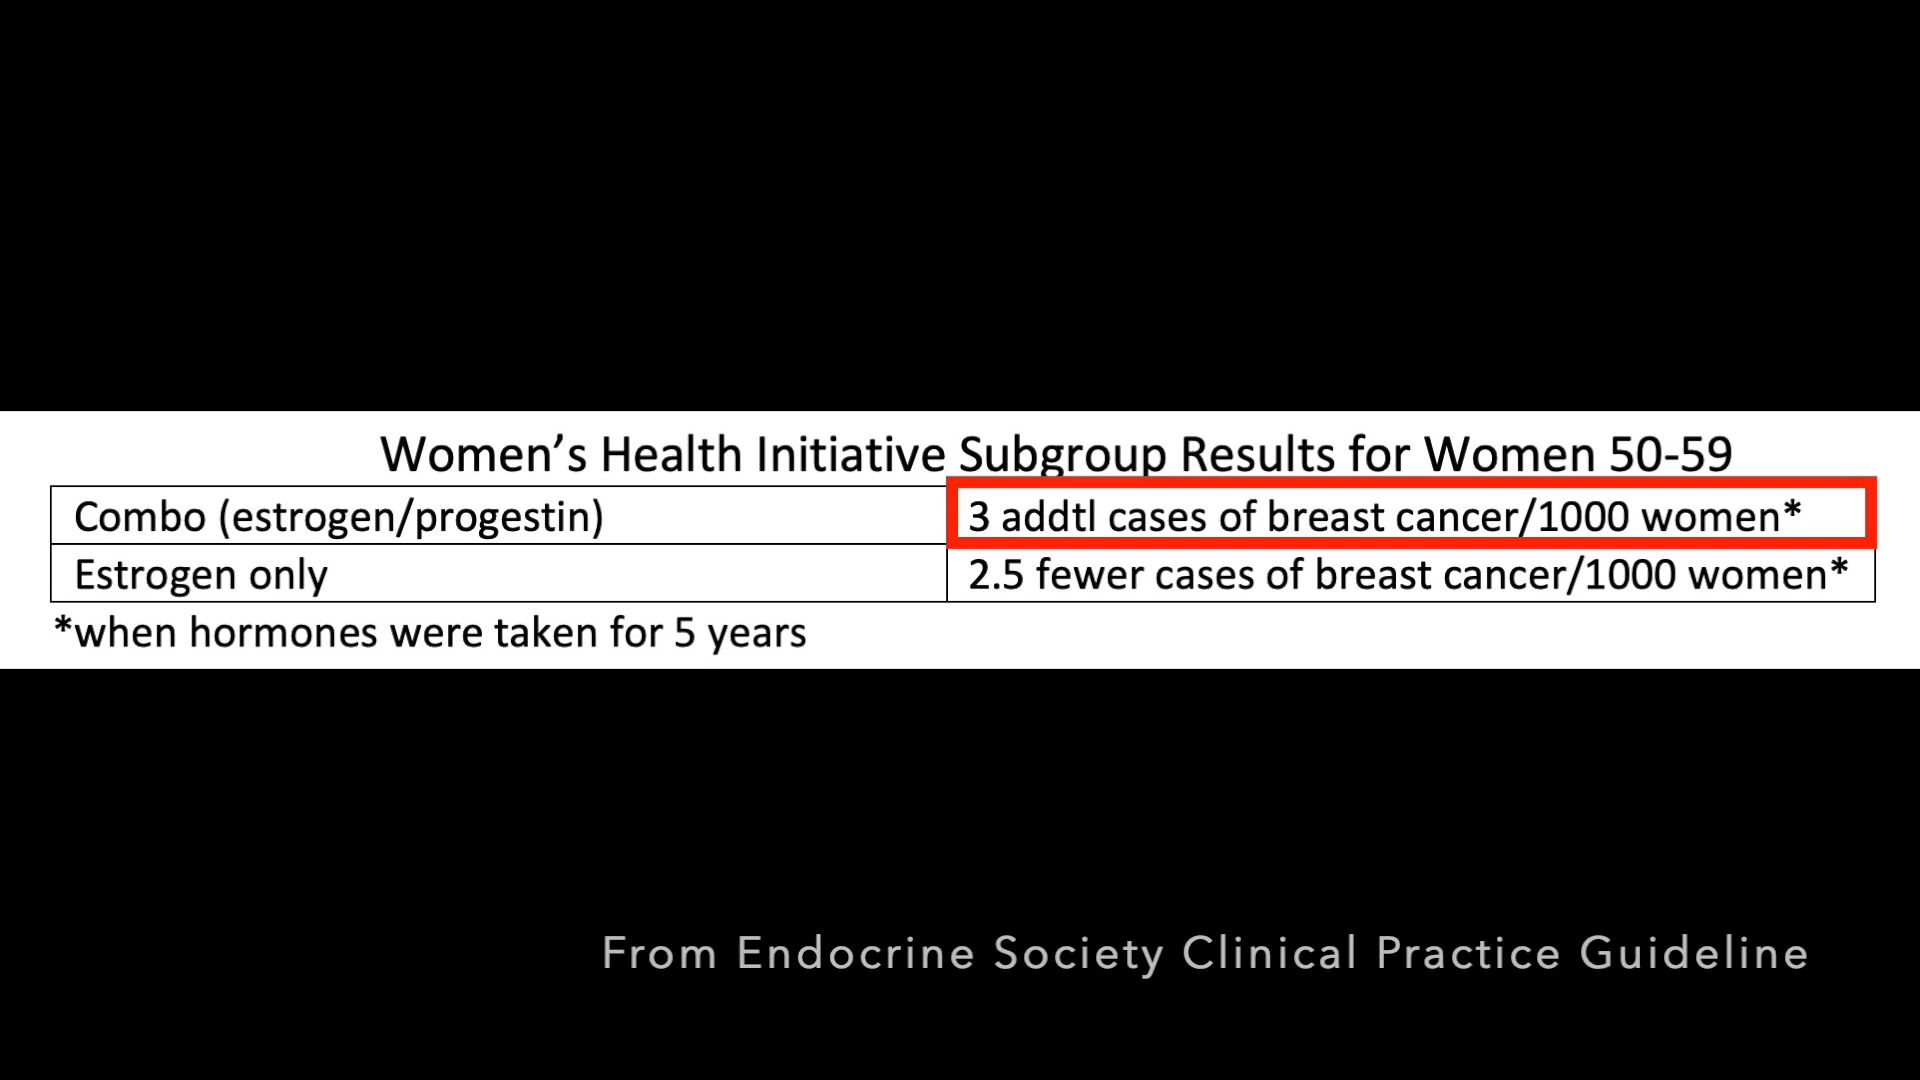 Women’s Health Initiative Subgroup Results for Women 50-59
Combo (estrogen/progestin) 3 addtl cases of breast cancer/1000 women*
Estrogen only 2.5 fewer cases of breast cancer/1000 women*
*when hormones were taken for 5 years
From Endocrine Society Clinical Practice Guideline